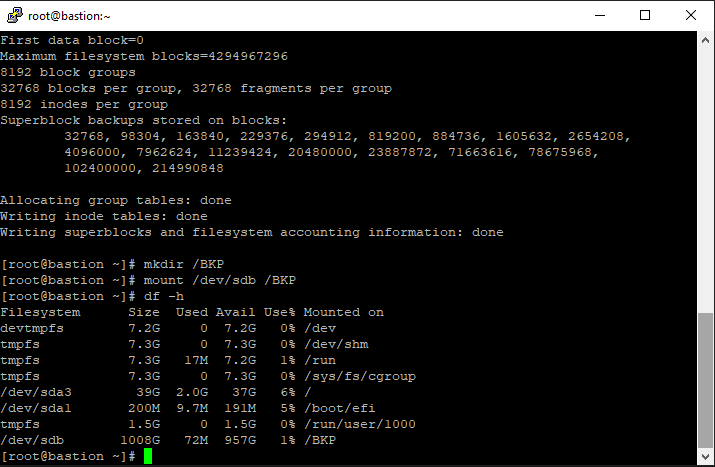 root@bastion:~
First data block=0
Maximum filesystem blocks=4294967296
8192 block groups
32768 blocks per group, 32768 fragments per group
8192 inodes per group
Superblock backups stored on blocks:
        32768, 98304, 163840, 229376, 294912, 819200, 884736, 1605632, 2654208,
        4096000, 7962624, 11239424, 20480000, 23887872, 71663616, 78675968,
        102400000, 214990848

Allocating group tables: done
Writing inode tables: done
Writing superblocks and filesystem accounting information: done

[root@bastion ~]# mkdir /BKP
[root@bastion ~]# mount /dev/sdb /BKP
[root@bastion ~]# df -h
Filesystem      Size  Used Avail Use% Mounted on
devtmpfs        7.2G     0  7.2G   0% /dev
tmpfs           7.3G     0  7.3G   0% /dev/shm
tmpfs           7.3G   17M  7.2G   1% /run
tmpfs           7.3G     0  7.3G   0% /sys/fs/cgroup
/dev/sda3        39G  2.0G   37G   6% /
/dev/sda1       200M  9.7M  191M   5% /boot/efi
tmpfs           1.5G     0  1.5G   0% /run/user/1000
/dev/sdb       1008G   72M  957G   1% /BKP
[root@bastion ~]#